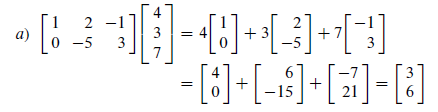 a) [1 2 -1; 0 -5 3] [4; 3; 7] = 4[1; 0] + 3[2; -5] + 7[-1; 3]
= [4; 0] + [6; -15] + [-7; 21] = [3; 6]